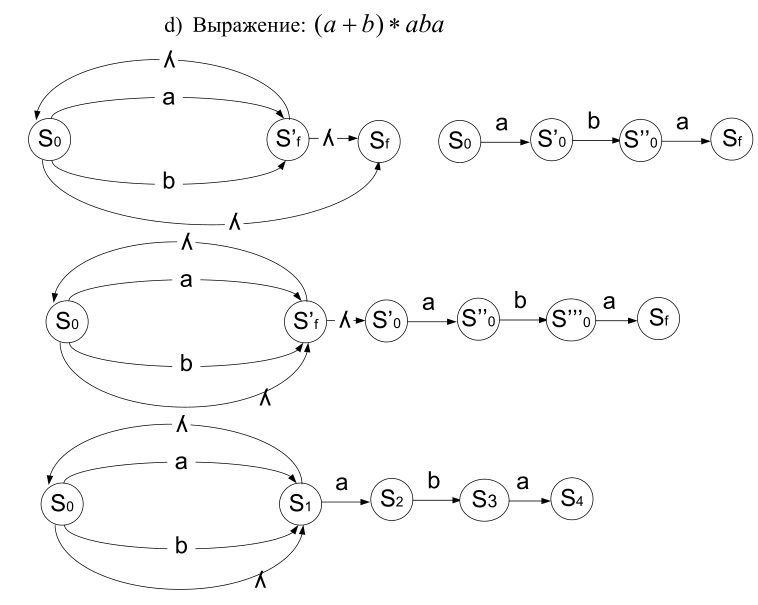 d) Выражение: (a + b) * aba
ʎ
a
S0 S'f ʎ Sf
b
ʎ
S0 a S'0 b S''0 a Sf
ʎ
a
S0 S'f ʎ S'0 a S''0 b S'''0 a Sf
b
ʎ
ʎ
a
S0 S1 a S2 b S3 a S4
b
ʎ